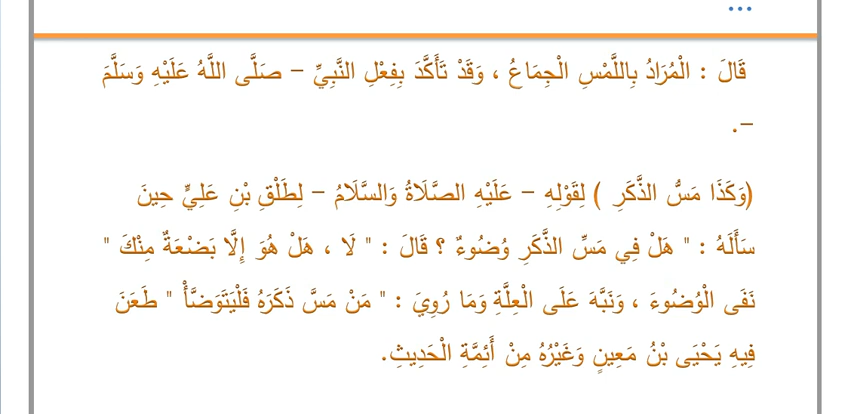 ...
قَالَ : الْمُرَادُ بِاللَّمْسِ الْجِمَاعُ ، وَقَدْ تَأَكَّدَ بِفِعْلِ النَّبِيِّ – صَلَّى اللَّهُ عَلَيْهِ وَسَلَّمَ
–.
(وَكَذَا مَسُّ الذَّكَرِ ) لِقَوْلِهِ – عَلَيْهِ الصَّلَاةُ وَالسَّلَامُ – لِطَلْقِ بْنِ عَلِيٍّ حِينَ
سَأَلَهُ : " هَلْ فِي مَسِّ الذَّكَرِ وُضُوءٌ ؟ قَالَ : " لَا ، هَلْ هُوَ إِلَّا بَضْعَةٌ مِنْكَ "
نَفَى الْوُضُوءَ ، وَنَبَّهَ عَلَى الْعِلَّةِ وَمَا رُوِيَ : " مَنْ مَسَّ ذَكَرَهُ فَلْيَتَوَضَّأْ " طَعَنَ
فِيهِ يَحْيَى بْنُ مَعِينٍ وَغَيْرُهُ مِنْ أَئِمَّةِ الْحَدِيثِ.